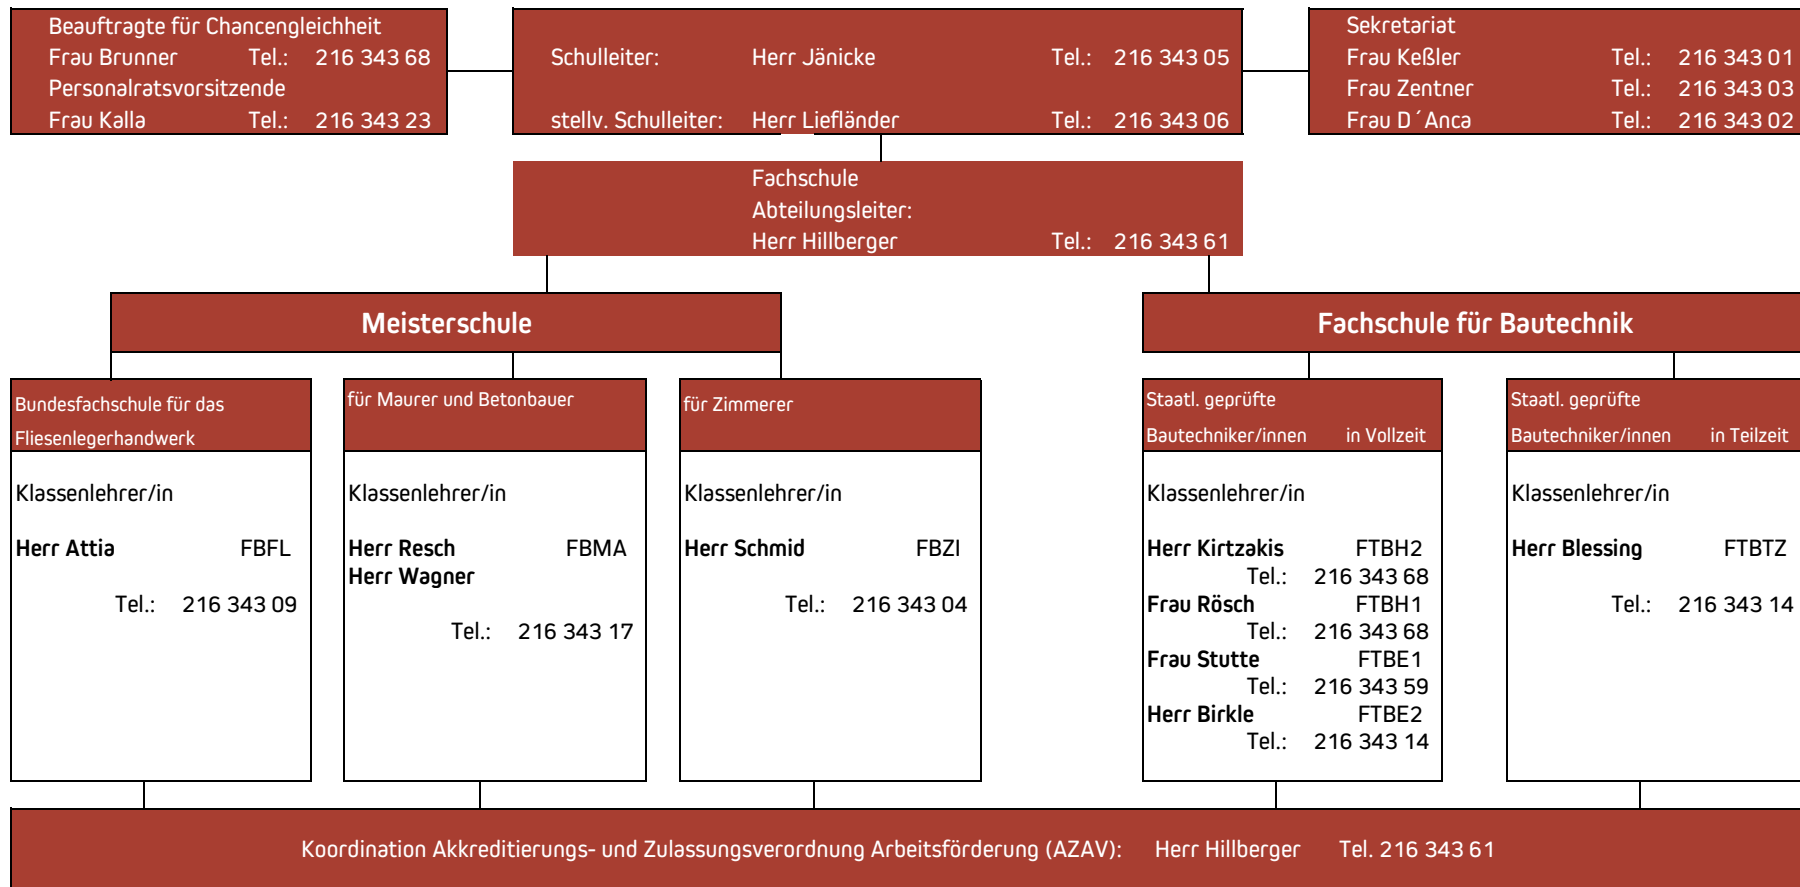 Beauftragte für Chancengleichheit
Frau Brunner Tel.: 216 343 68
Personalratsvorsitzende
Frau Kalla Tel.: 216 343 23
Schulleiter: Herr Jänicke Tel.: 216 343 05
stellv. Schulleiter: Herr Liefländer Tel.: 216 343 06
Sekretariat
Frau Keßler Tel.: 216 343 01
Frau Zentner Tel.: 216 343 03
Frau D´Anca Tel.: 216 343 02
Fachschule
Abteilungsleiter:
Herr Hillberger Tel.: 216 343 61
Meisterschule
Fachschule für Bautechnik
Bundesfachschule für das
Fliesenlegerhandwerk
Klassenlehrer/in
Herr Attia FBFL
Tel.: 216 343 09
für Maurer und Betonbauer
Klassenlehrer/in
Herr Resch FBMA
Herr Wagner
Tel.: 216 343 17
für Zimmerer
Klassenlehrer/in
Herr Schmid FBZI
Tel.: 216 343 04
Staatl. geprüfte
Bautechniker/innen in Vollzeit
Klassenlehrer/in
Herr Kirtzakis FTBH2
Tel.: 216 343 68
Frau Rösch FTBH1
Tel.: 216 343 68
Frau Stutte FTBE1
Tel.: 216 343 59
Herr Birkle FTBE2
Tel.: 216 343 14
Staatl. geprüfte
Bautechniker/innen in Teilzeit
Klassenlehrer/in
Herr Blessing FTBTZ
Tel.: 216 343 14
Koordination Akkreditierungs- und Zulassungsverordnung Arbeitsförderung (AZAV): Herr Hillberger Tel. 216 343 61